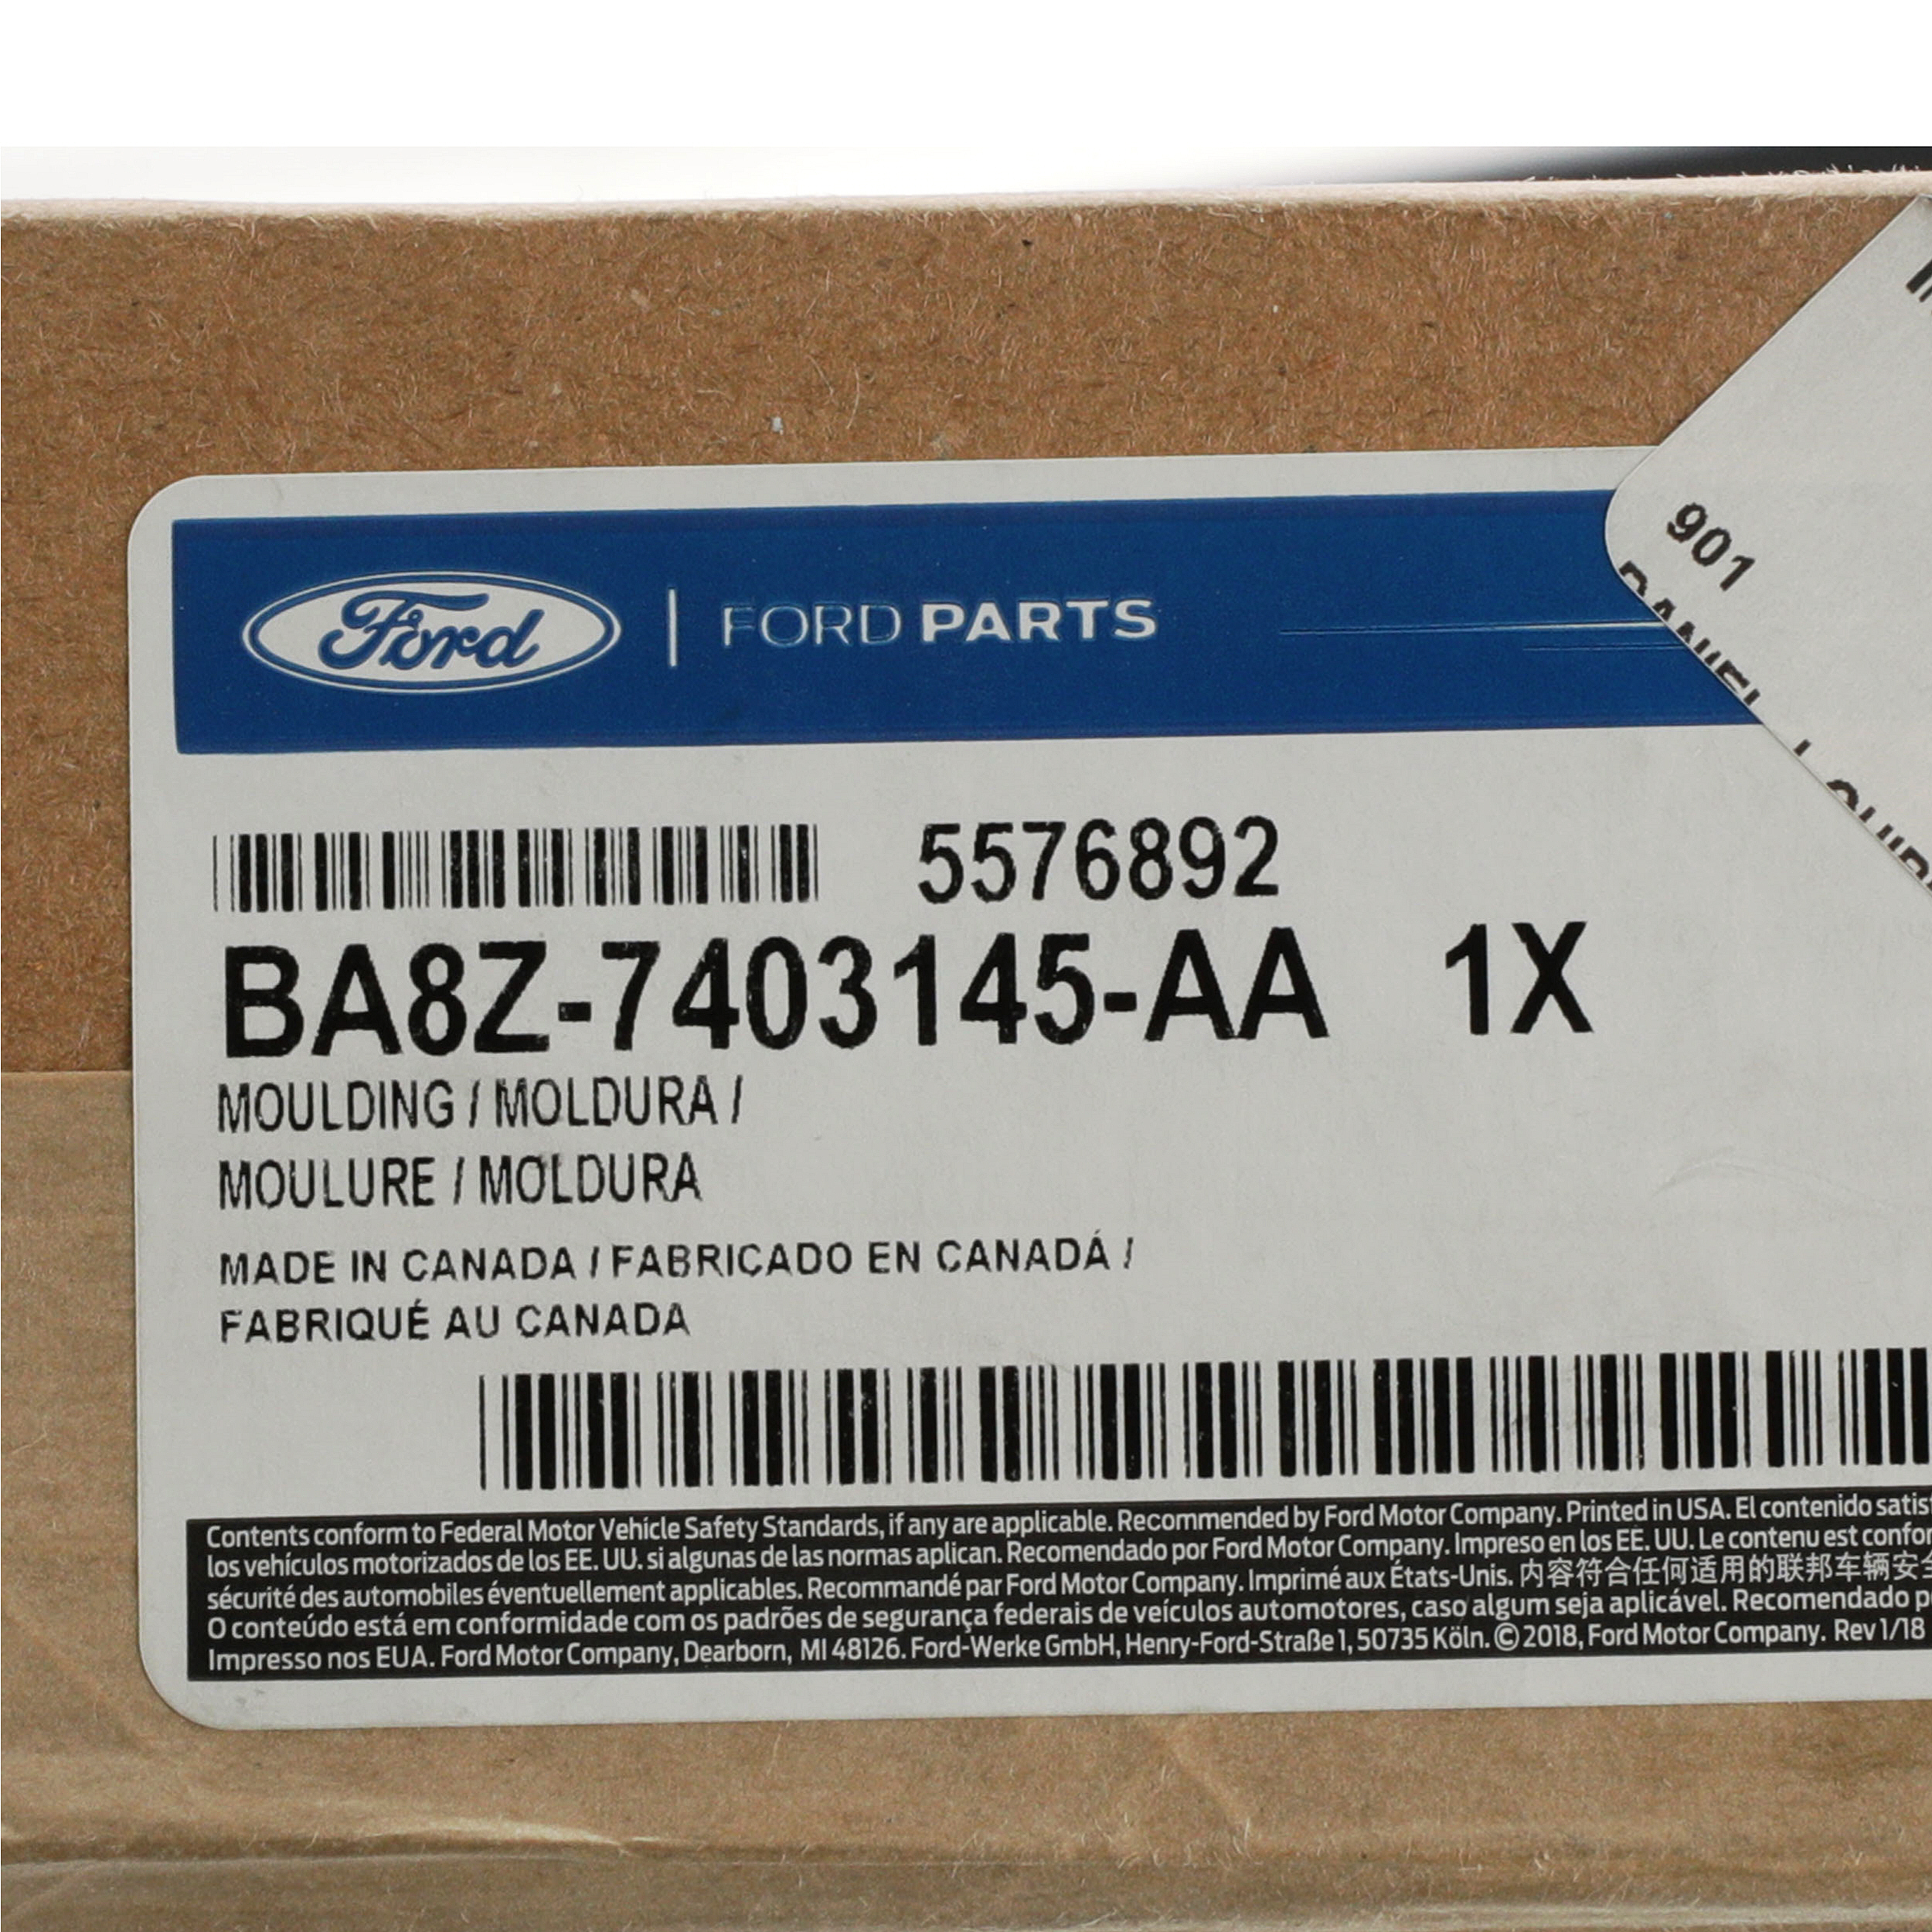 901
Ford | FORD PARTS
5576892
BA8Z-7403145-AA 1X
MOULDING / MOLDURA /
MOULURE / MOLDURA
MADE IN CANADA / FABRICADO EN CANADÁ /
FABRIQUÉ AU CANADA
Contents conform to Federal Motor Vehicle Safety Standards, if any are applicable. Recommended by Ford Motor Company. Printed in USA. El contenido
los vehículos motorizados de los EE. UU. si algunas de las normas aplican. Recomendado por Ford Motor Company. Impreso en los EE. UU. Le contenu est
sécurité des automobiles éventuellement applicables. Recommandé par Ford Motor Company. Imprimé aux États-Unis. 内容符合任何适用的联邦车辆安全
O conteúdo está em conformidade com os padrões de segurança federais de veículos automotores, caso algum seja aplicável. Recomendado
Impresso nos EUA. Ford Motor Company, Dearborn, MI 48126. Ford-Werke GmbH, Henry-Ford-Straße 1, 50735 Köln. © 2018, Ford Motor Company. Rev 1/18